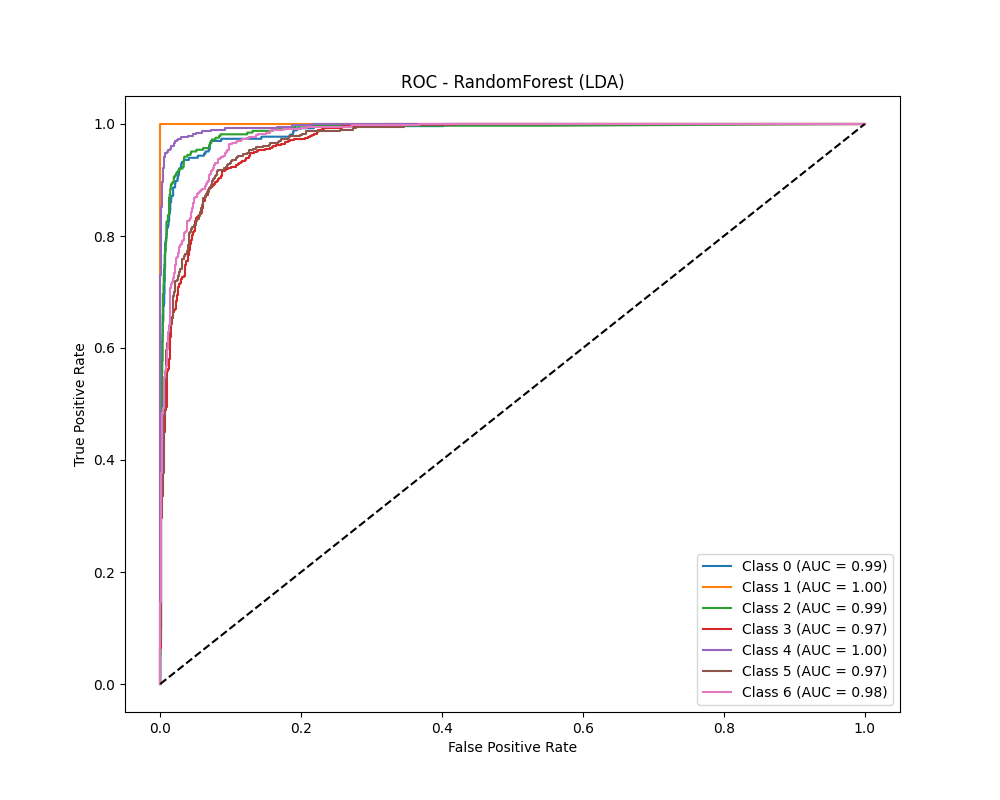 ROC - RandomForest (LDA)
True Positive Rate
1.0
0.8
0.6
0.4
0.2
0.0
0.0 0.2 0.4 0.6 0.8 1.0
False Positive Rate
Class 0 (AUC = 0.99)
Class 1 (AUC = 1.00)
Class 2 (AUC = 0.99)
Class 3 (AUC = 0.97)
Class 4 (AUC = 1.00)
Class 5 (AUC = 0.97)
Class 6 (AUC = 0.98)